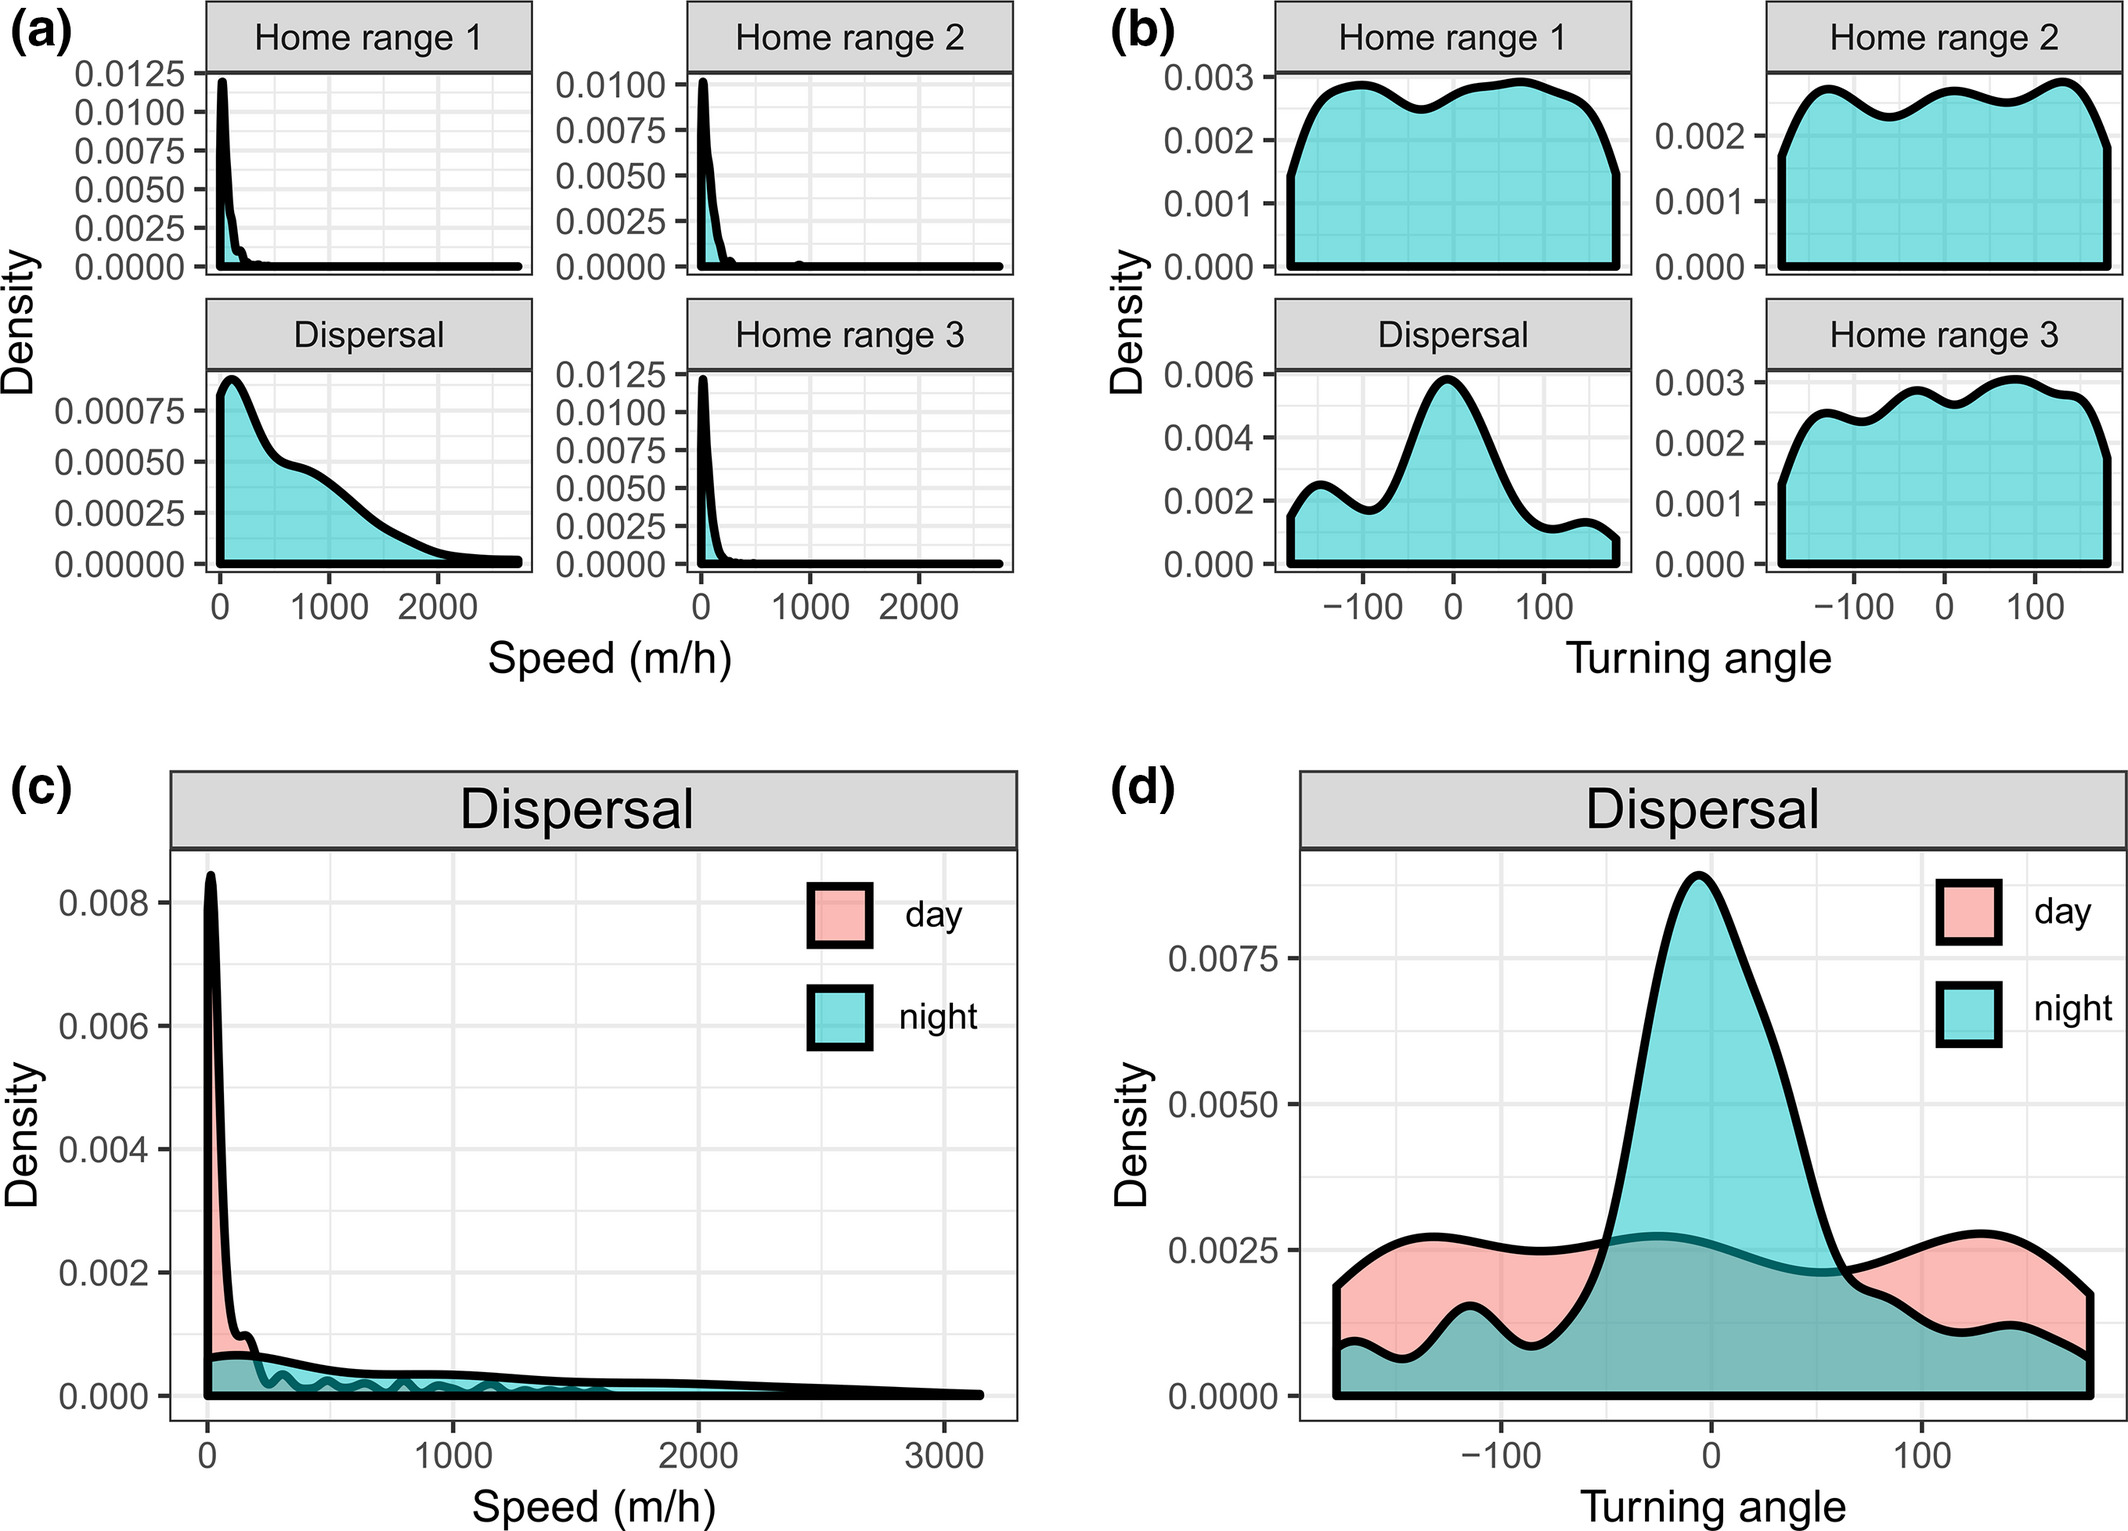 (a)
Home range 1
Home range 2
0.0125
0.0100
0.0075
0.0050
0.0025
0.0000
0.0100
0.0075
0.0050
0.0025
0.0000
Density
Dispersal
Home range 3
0.00075
0.00050
0.00025
0.00000
0.0125
0.0100
0.0075
0.0050
0.0025
0.0000
0 1000 2000
0 1000 2000
Speed (m/h)
(b)
Home range 1
Home range 2
0.003
0.002
0.001
0.000
0.002
0.001
0.000
Density
Dispersal
Home range 3
0.006
0.004
0.002
0.000
0.003
0.002
0.001
0.000
−100 0 100
−100 0 100
Turning angle
(c)
Dispersal
0.008
0.006
0.004
0.002
0.000
Density
day
night
0 1000 2000 3000
Speed (m/h)
(d)
Dispersal
0.0075
0.0050
0.0025
0.0000
Density
day
night
−100 0 100
Turning angle